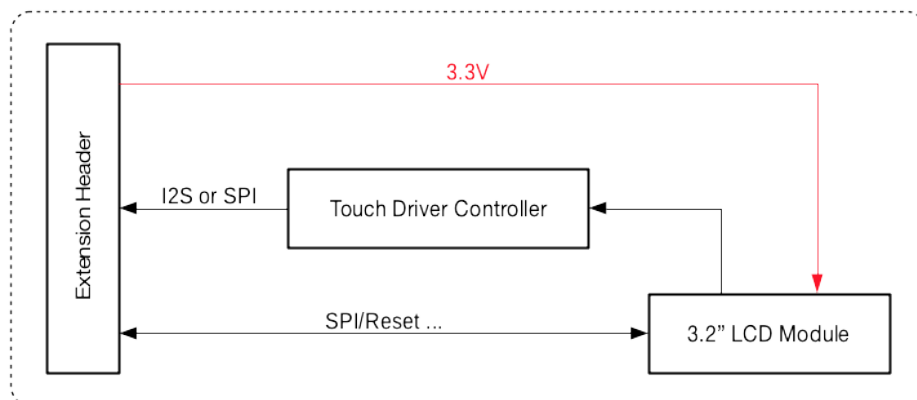 3.3V
Extension Header
I2S or SPI
Touch Driver Controller
SPI/Reset ...
3.2” LCD Module